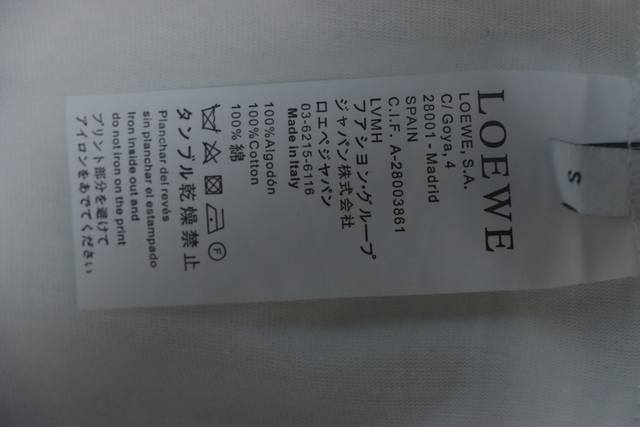 LOEWE
LOEWE, S.A.
C/ Goya, 4
28001 - Madrid
SPAIN
C.I.F. A-28003861
LVMH
ファシヨン・グループ
ジャパン株式会社
ロエベジャパン
03-6215-6116
Made in Italy
100%Algodón
100%Cotton
100%綿
F
タンブル乾燥禁止
Planchar del revés
sin planchar el estampado
Iron inside out and
do not iron on the print
プリント部分を避けて
アイロンをあててください
S